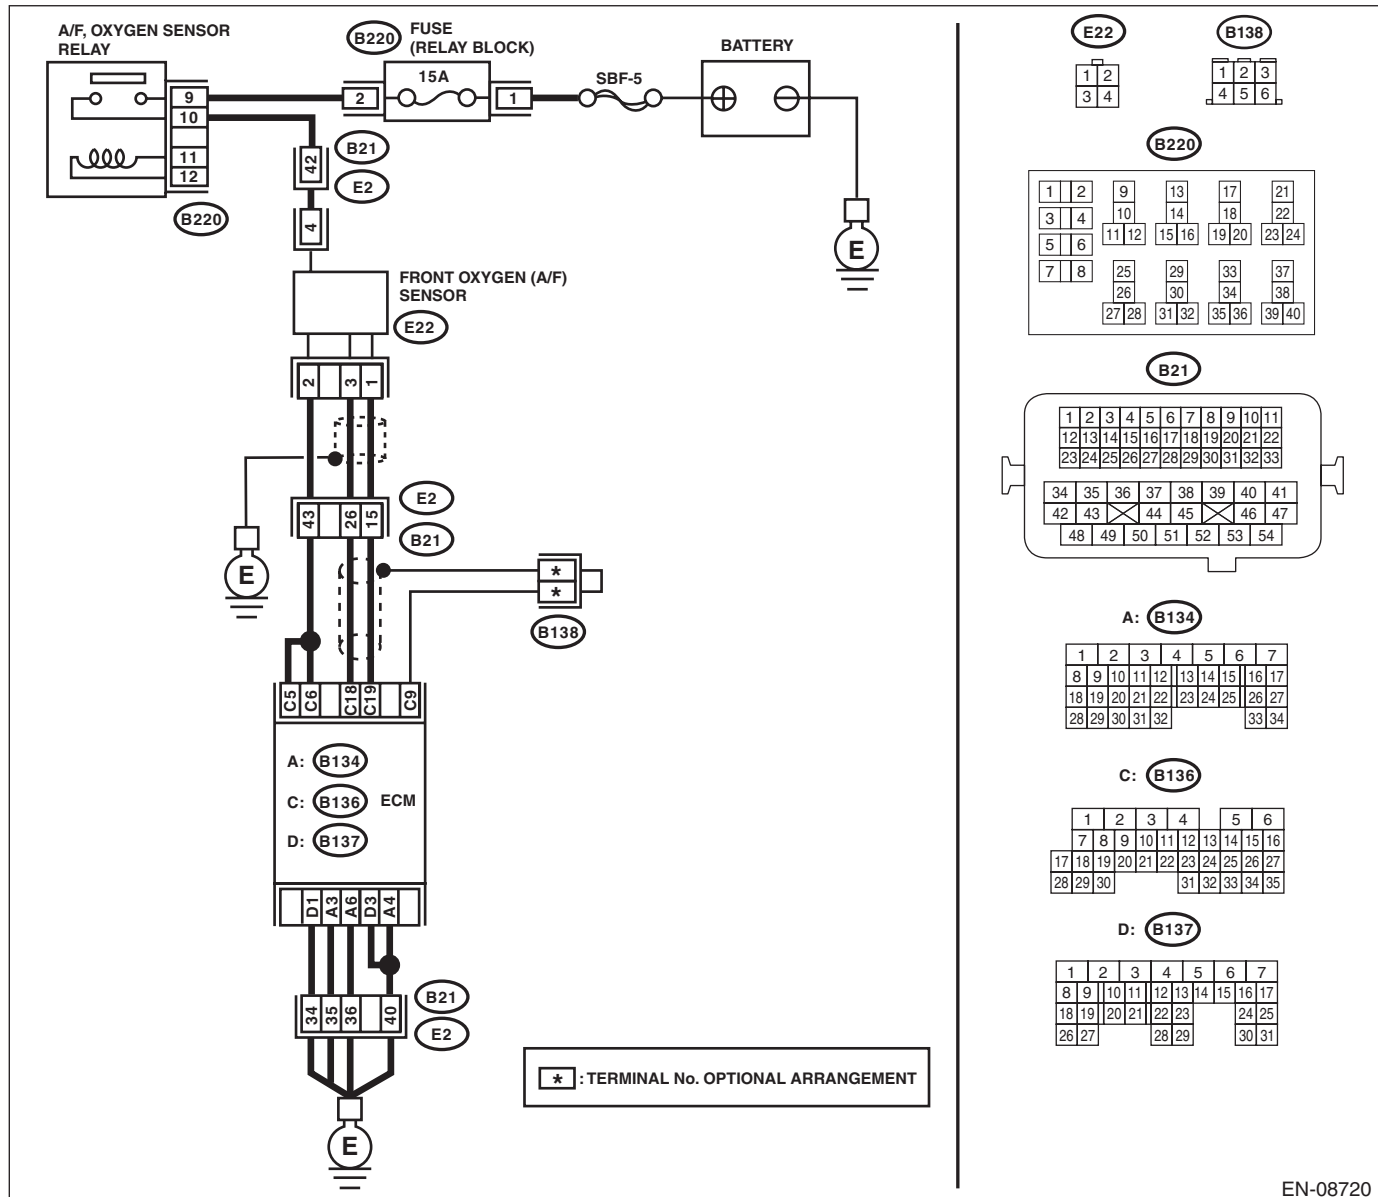 A/F, OXYGEN SENSOR
RELAY
B220
FUSE
(RELAY BLOCK)
15A
SBF-5
BATTERY
9
10
11
12
2
1
B220
42
B21
E2
4
E
FRONT OXYGEN (A/F)
SENSOR
E22
2 3 1
E
43 26 15
E2
B21
*
*
B138
C5 C6 C18 C19 C9
A: B134
C: B136 ECM
D: B137
D1 A3 A6 D3 A4
34 35 36 40
B21
E2
E
* : TERMINAL No. OPTIONAL ARRANGEMENT
E22
1 2
3 4
B138
1 2 3
4 5 6
B220
1 2 9 13 17 21
3 4 10 14 18 22
5 6 11 12 15 16 19 20 23 24
7 8 25 29 33 37
26 30 34 38
27 28 31 32 35 36 39 40
B21
1 2 3 4 5 6 7 8 9 10 11
12 13 14 15 16 17 18 19 20 21 22
23 24 25 26 27 28 29 30 31 32 33
34 35 36 37 38 39 40 41
42 43 44 45 46 47
48 49 50 51 52 53 54
A: B134
1 2 3 4 5 6 7
8 9 10 11 12 13 14 15 16 17
18 19 20 21 22 23 24 25 26 27
28 29 30 31 32 33 34
C: B136
1 2 3 4 5 6
7 8 9 10 11 12 13 14 15 16
17 18 19 20 21 22 23 24 25 26 27
28 29 30 31 32 33 34 35
D: B137
1 2 3 4 5 6 7
8 9 10 11 12 13 14 15 16 17
18 19 20 21 22 23 24 25
26 27 28 29 30 31
EN-08720